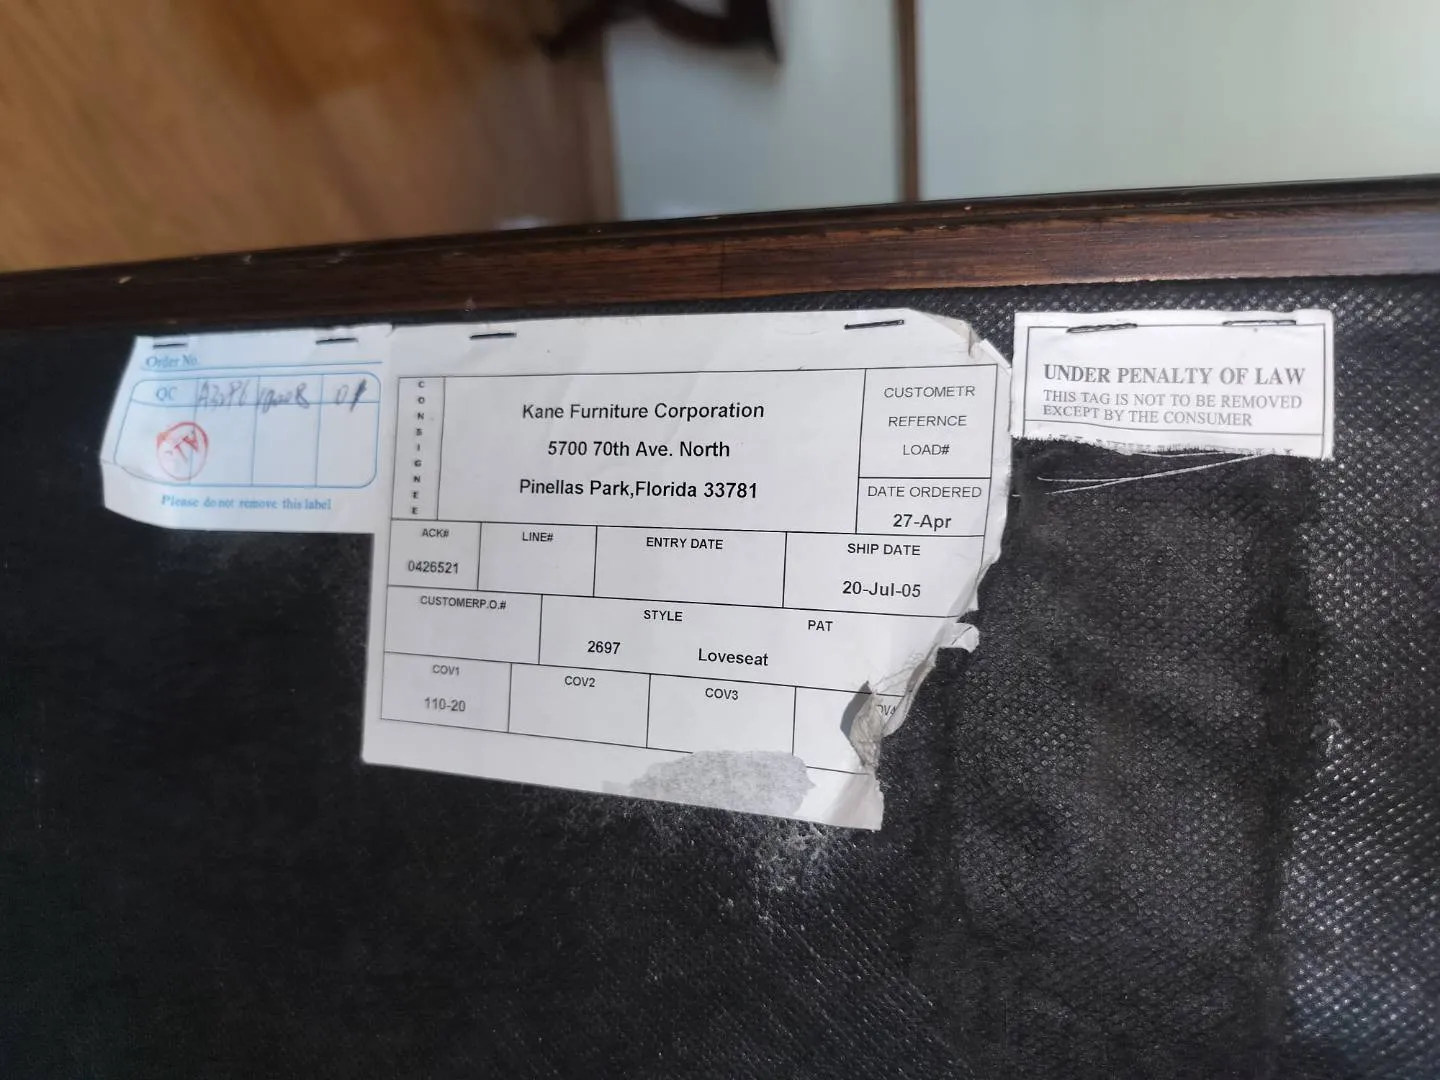 Order No.
QC
Please do not remove this label
CONSIGNEE
Kane Furniture Corporation
5700 70th Ave. North
Pinellas Park,Florida 33781
CUSTOMETR
REFERNCE
LOAD#
DATE ORDERED
27-Apr
ACK#
0426521
LINE#
ENTRY DATE
SHIP DATE
20-Jul-05
CUSTOMERP.O.#
STYLE
2697
PAT
Loveseat
COV1
110-20
COV2
COV3
UNDER PENALTY OF LAW
THIS TAG IS NOT TO BE REMOVED
EXCEPT BY THE CONSUMER